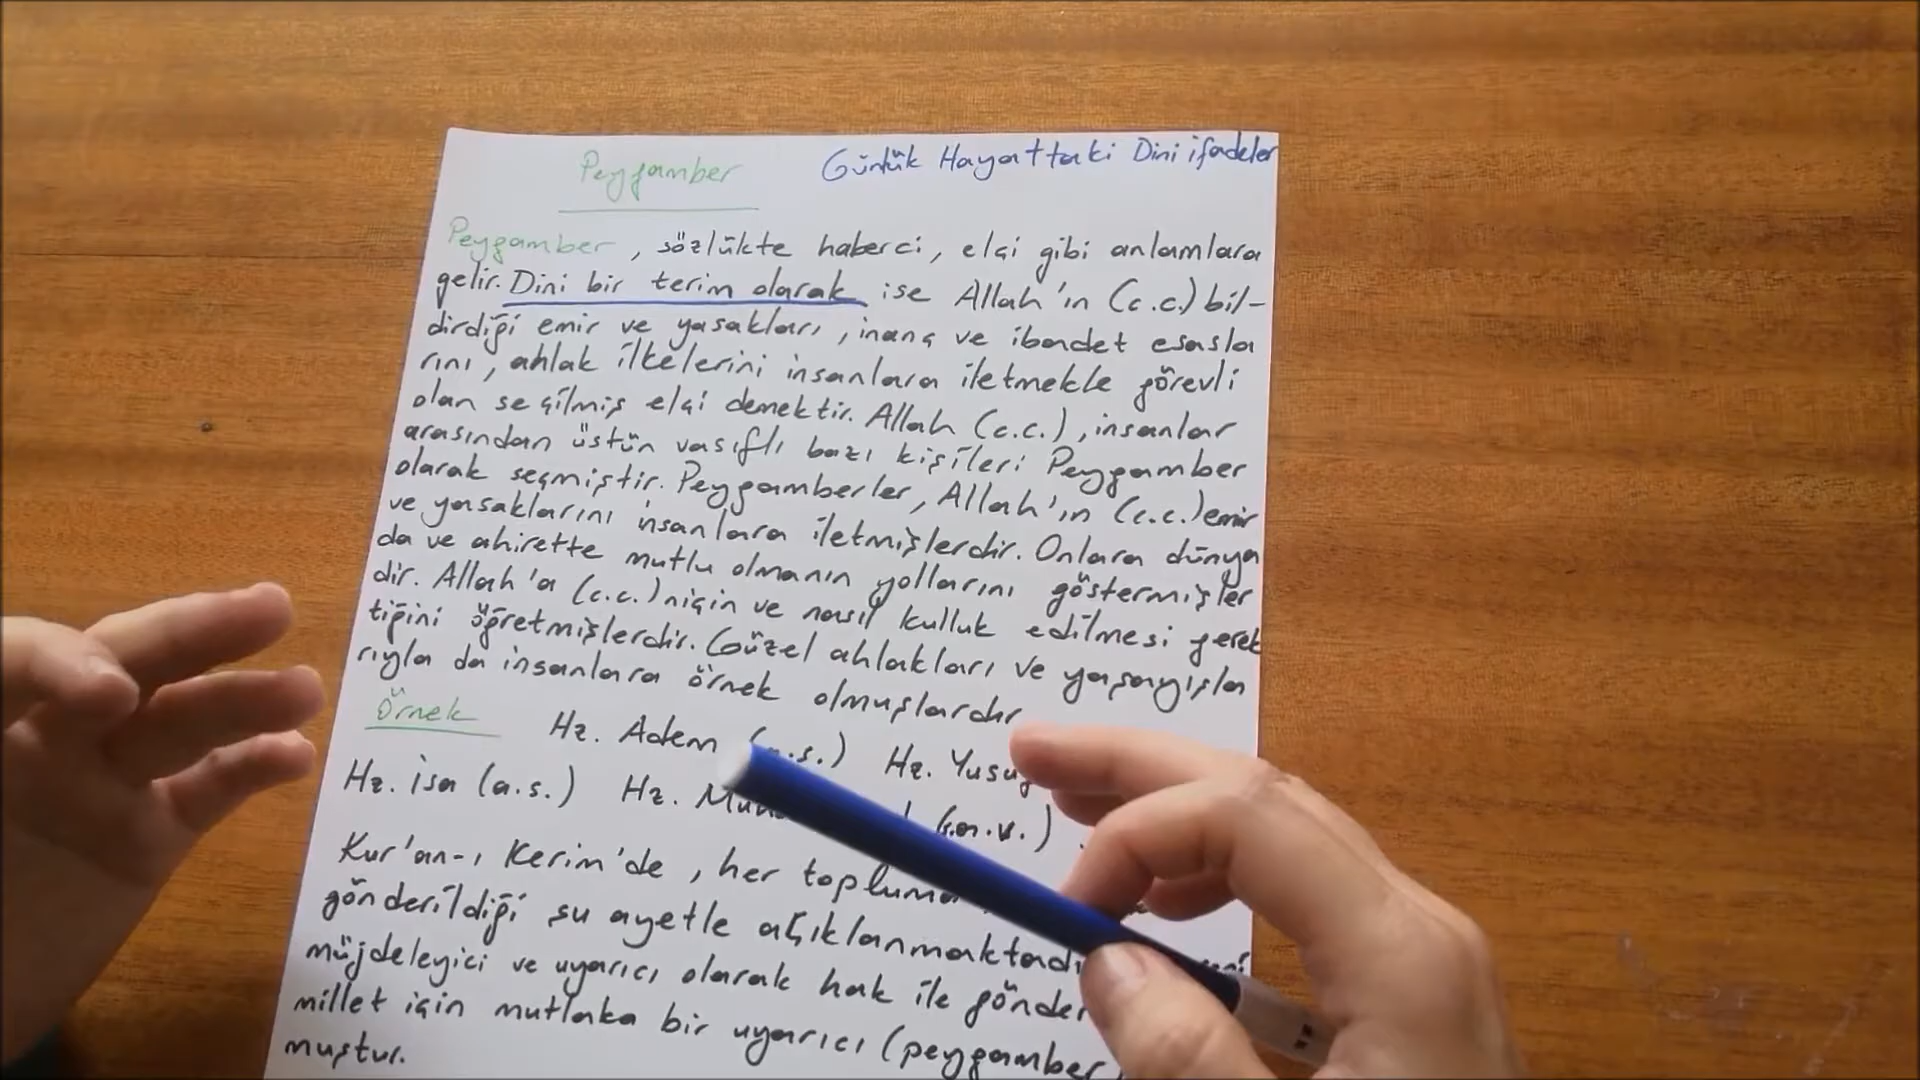 Peygamber
Günlük Hayattaki Dini ifadeler
Peygamber, sözlükte haberci, elçi gibi anlamlara
gelir. Dini bir terim olarak ise Allah'ın (c.c.) bil-
dirdiği emir ve yasakları, inanç ve ibadet esasla
rını, ahlak ilkelerini insanlara iletmekle görevli
olan seçilmiş elçi demektir. Allah (c.c.), insanlar
arasından üstün vasıflı bazı kişileri Peygamber
olarak seçmiştir. Peygamberler, Allah'ın (c.c.) emir
ve yasaklarını insanlara iletmişlerdir. Onlara dünya
da ve ahirette mutlu olmanın yollarını göstermişler
dir. Allah'a (c.c.) niçin ve nasıl kulluk edilmesi gerek
tiğini öğretmişlerdir. Güzel ahlakları ve yaşayışla
rıyla da insanlara örnek olmuşlardır
Örnek Hz. Adem (a.s.) Hz. Yusu
Hz. isa (a.s.) Hz. (s.a.v.)
Kur'an-ı Kerim'de, her
gönderildiği şu ayetle açıklanmaktadı
müjdeleyici ve uyarıcı olarak hak ile gönder
millet için mutlaka bir uyarıcı (peygamber
muştur.